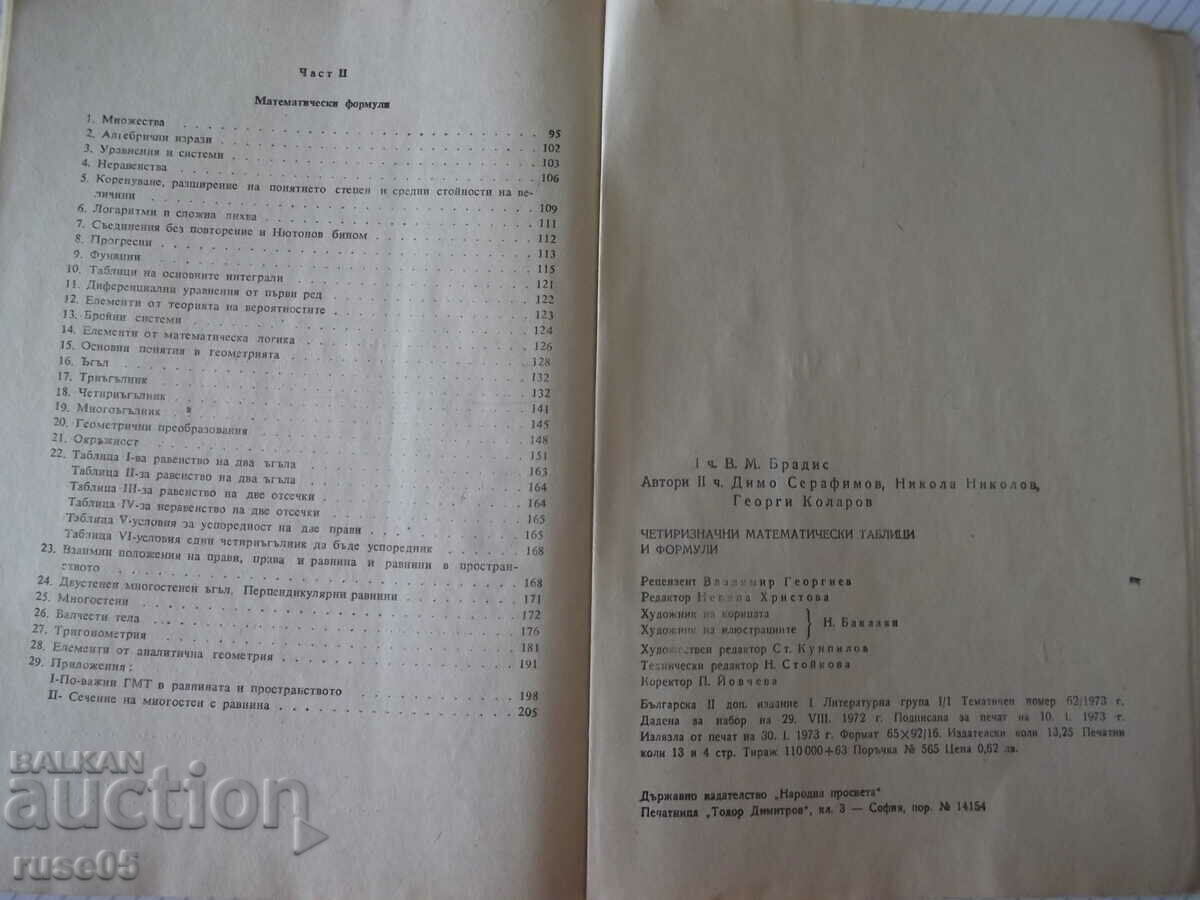 Част II
Математически формули
1. Множества 95
2. Алгебрични изрази 102
3. Уравнения и системи 103
4. Неравенства 106
5. Коренуване, разширение на понятието степен и средни стойности на ве-
личини 109
6. Логаритми и сложна лихва 111
7. Съединения без повторение и Нютонов бином 112
8. Прогресии 113
9. Функции 115
10. Таблици на основните интеграли 121
11. Диференциални уравнения от първи ред 122
12. Елементи от теорията на вероятностите 123
13. Бройни системи 124
14. Елементи от математическа логика 126
15. Основни понятия в геометрията 128
16. Ъгъл 132
17. Триъгълник 132
18. Четириъгълник 141
19. Многоъгълник 145
20. Геометрични преобразования 148
21. Окръжност 151
22. Таблица I-ва равенство на два ъгъла 163
Таблица II-за равенство на два ъгъла 164
Таблица III-за равенство на две отсечки 164
Таблица IV-за неравенство на две отсечки 165
Таблица V-условия за успоредност на две прави 165
Таблица VI-условия един четириъгълник да бъде успоредник 168
23. Взаимни положения на прави, права и равнина и равнини в простран-
ството 168
24. Двустенен многостенен ъгъл. Перпендикулярни равнини 171
25. Многостени 172
26. Валчести тела 176
27. Тригонометрия 181
28. Елементи от аналитична геометрия 191
29. Приложения:
I-По-важни ГМТ в равнината и пространството 198
II- Сечение на многостен с равнина 205
I ч. В. М. Брадис
Автори II ч. Димо Серафимов, Никола Николов,
Георги Коларов
ЧЕТИРИЗНАЧНИ МАТЕМАТИЧЕСКИ ТАБЛИЦИ
И ФОРМУЛИ
Рецензент Владимир Георгиев
Редактор Невяна Христова
Художник на корицата
Художник на илюстрациите } Н. Бакалки
Художествен редактор Ст. Кунпилов
Технически редактор Н. Стойкова
Коректор П. Йовчева
Българска II доп. издание I. Литературна група I/1 Тематичен номер 62/1973 г.
Дадена за набор на 29. VIII. 1972 г. Подписана за печат на 10. I. 1973 г.
Излязла от печат на 30. I. 1973 г. Формат 65×92/16. Издателски коли 13,25 Печатни
коли 13 и 4 стр. Тираж 110 000+63 Поръчка № 565 Цена 0,62 лв.
Държавно издателство „Народна просвета“
Печатница „Тодор Димитров“, кл. 3 — София, пор. № 14154
BALKAN
auction
ruse05